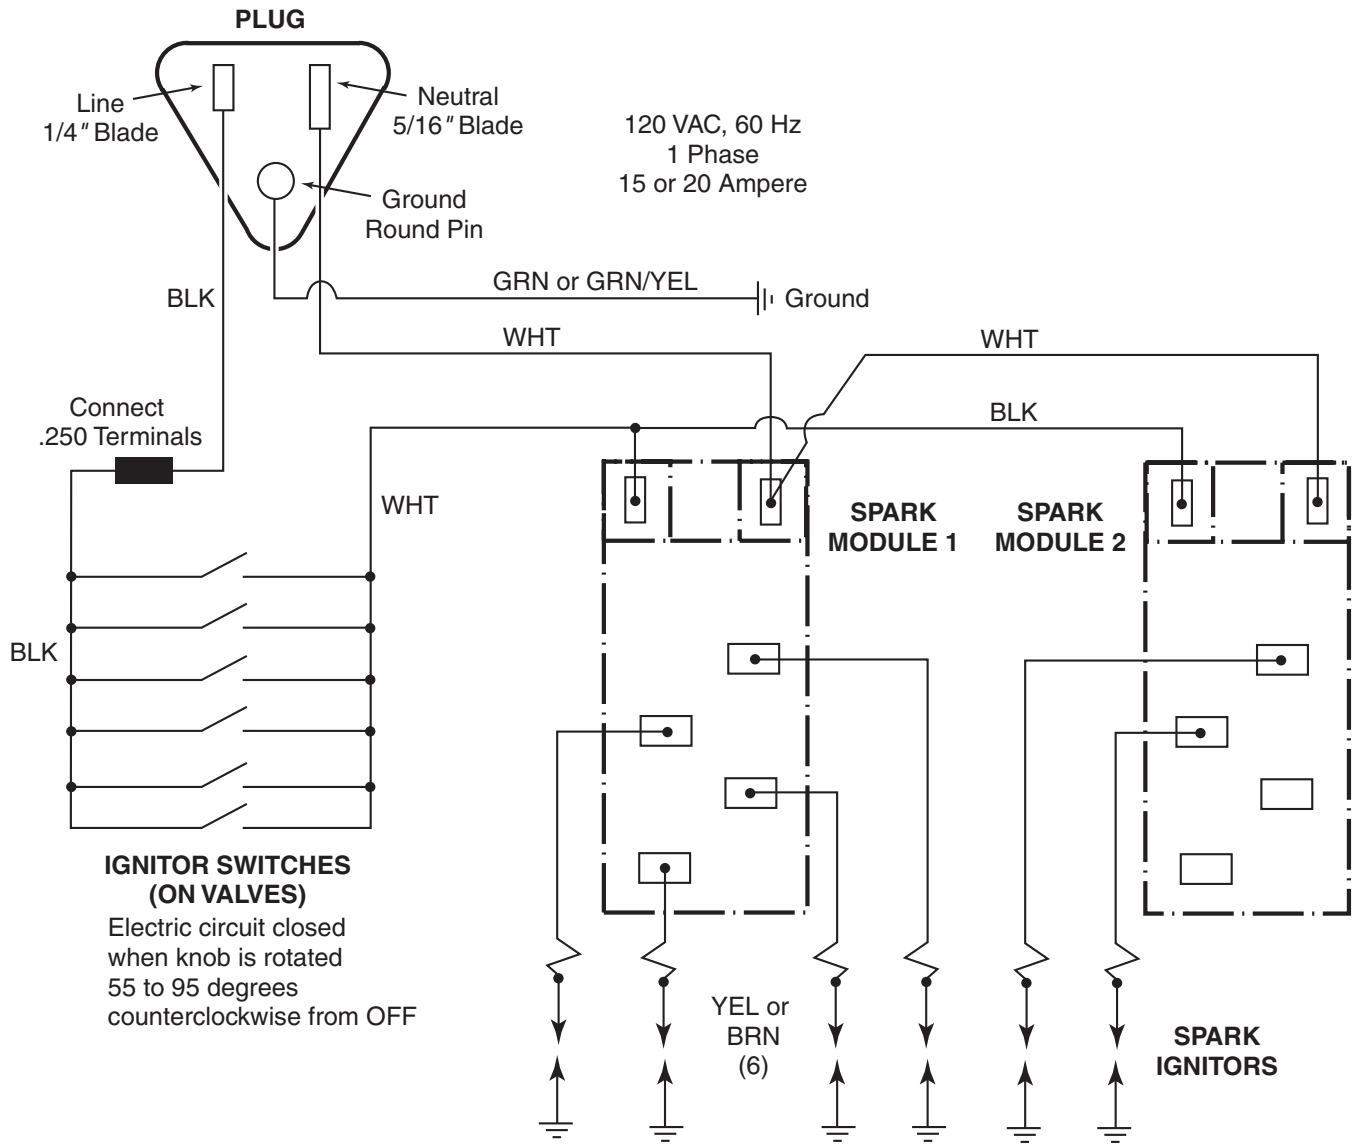 PLUG
Line
1/4" Blade
Neutral
5/16" Blade
120 VAC, 60 Hz
1 Phase
15 or 20 Ampere
Ground
Round Pin
BLK
GRN or GRN/YEL
Ground
WHT
WHT
Connect
.250 Terminals
BLK
WHT
SPARK
MODULE 1
SPARK
MODULE 2
BLK
IGNITOR SWITCHES
(ON VALVES)
Electric circuit closed
when knob is rotated
55 to 95 degrees
counterclockwise from OFF
YEL or
BRN
(6)
SPARK
IGNITORS